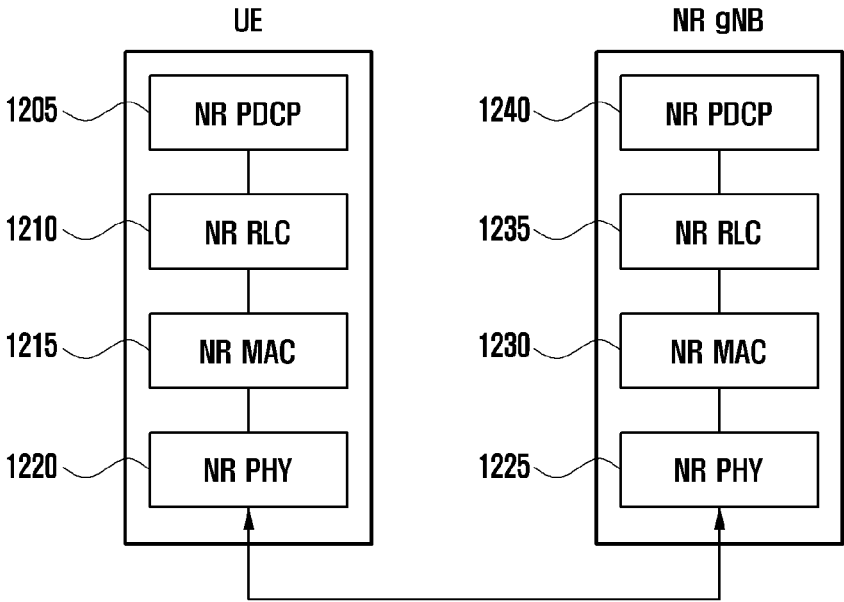 UE
NR gNB
1205 NR PDCP
1240 NR PDCP
1210 NR RLC
1235 NR RLC
1215 NR MAC
1230 NR MAC
1220 NR PHY
1225 NR PHY